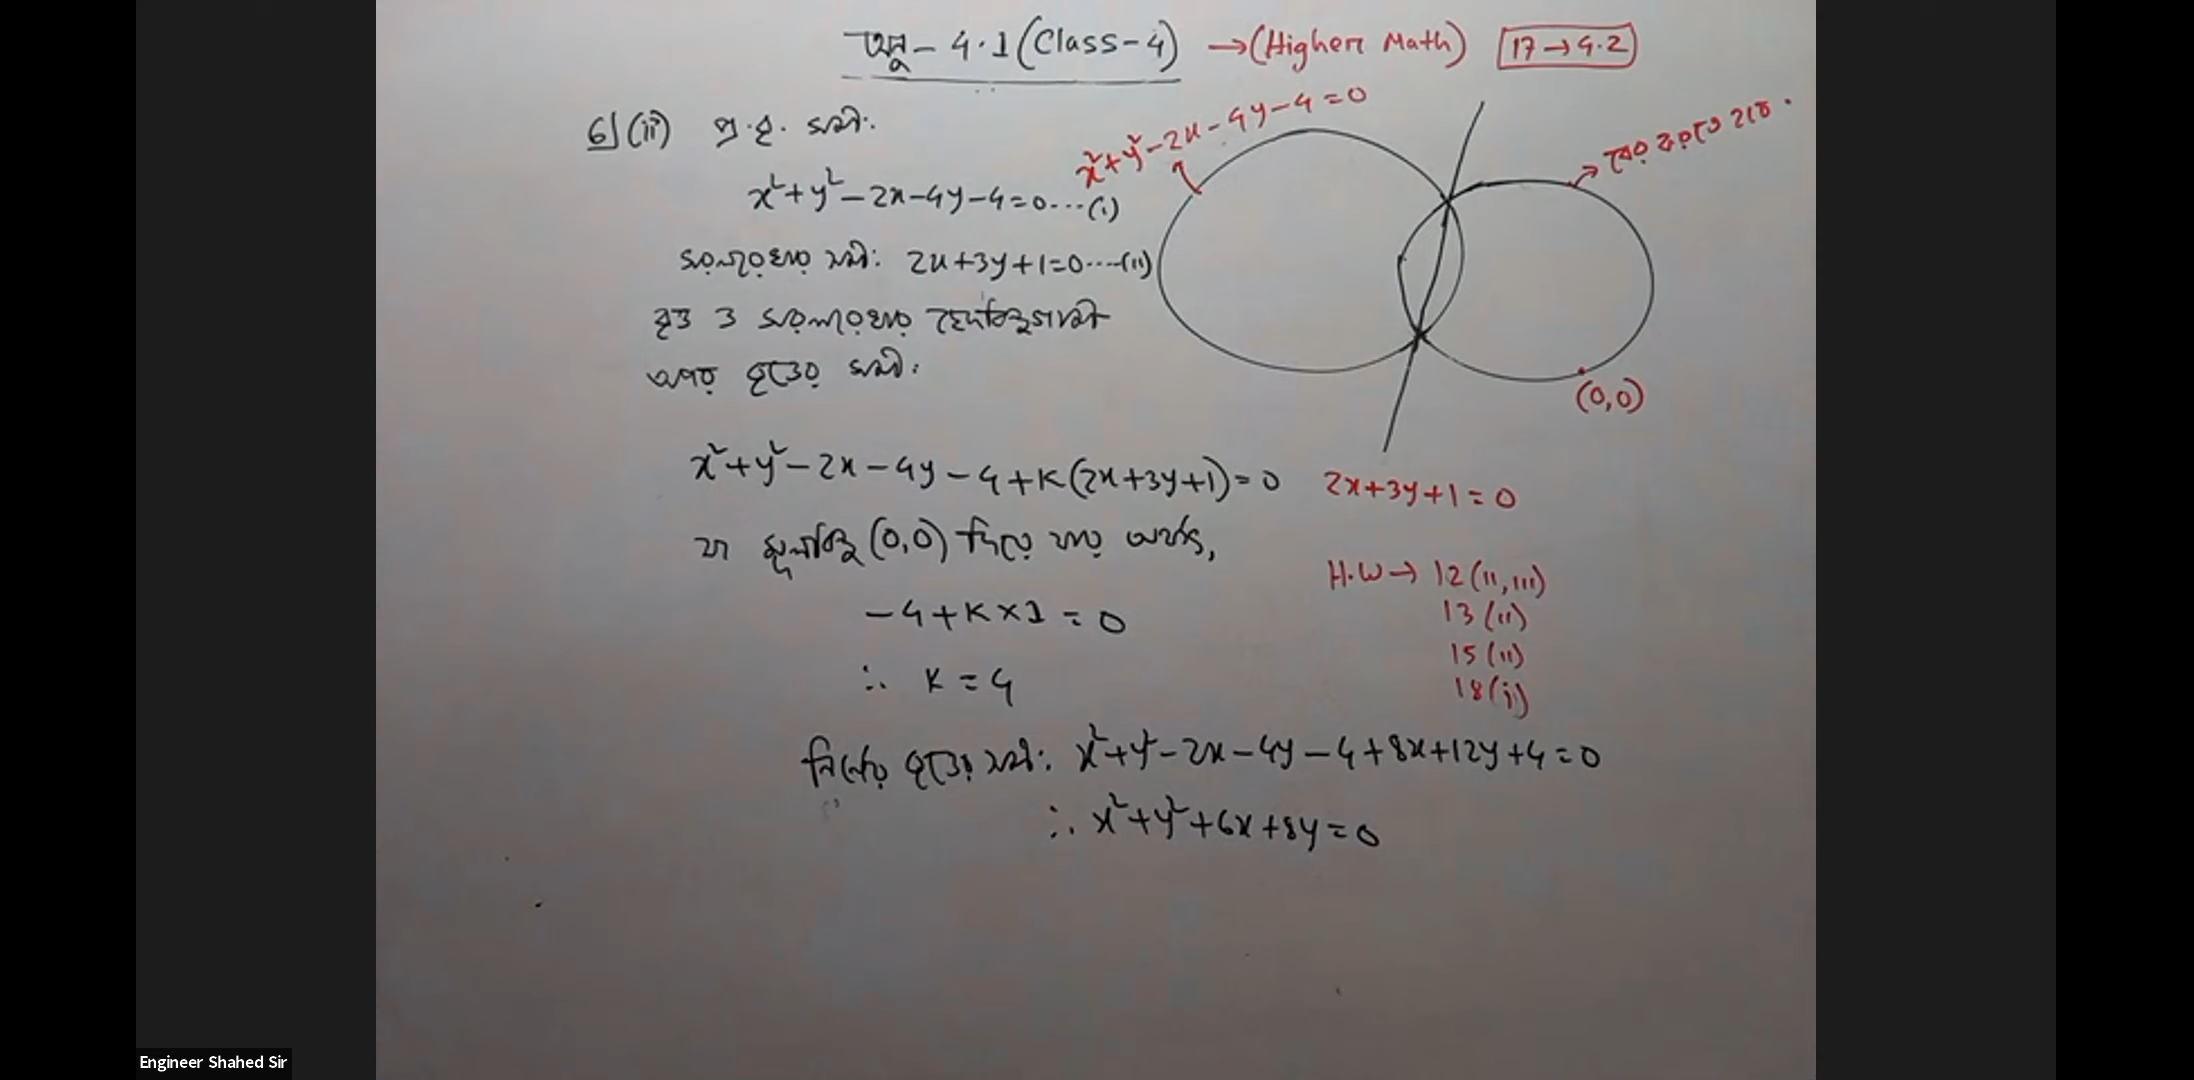 অনু - 4.1 (Class-4) → (Higher Math) 17 → 4.2
6| (ii) প্র. বৃ. সমী:
x² + y² - 2x - 4y - 4 = 0 ... (i)
সরলরেখার সমী: 2x + 3y + 1 = 0 .... (ii)
বৃত্ত ও সরলরেখার ছেদবিন্দুগামী
অপর বৃত্তের সমী:
x² + y² - 2x - 4y - 4 + K(2x + 3y + 1) = 0
যা মূলবিন্দু (0,0) দিয়ে যায় অর্থাৎ,
-4 + K × 1 = 0
∴ K = 4
নির্ণেয় বৃত্তের সমী: x² + y² - 2x - 4y - 4 + 8x + 12y + 4 = 0
∴ x² + y² + 6x + 8y = 0
x² + y² - 2x - 4y - 4 = 0
→ বের করতে হবে.
(0,0)
2x + 3y + 1 = 0
H.W → 12 (ii, iii)
13 (ii)
15 (ii)
18 (i)
Engineer Shahed Sir